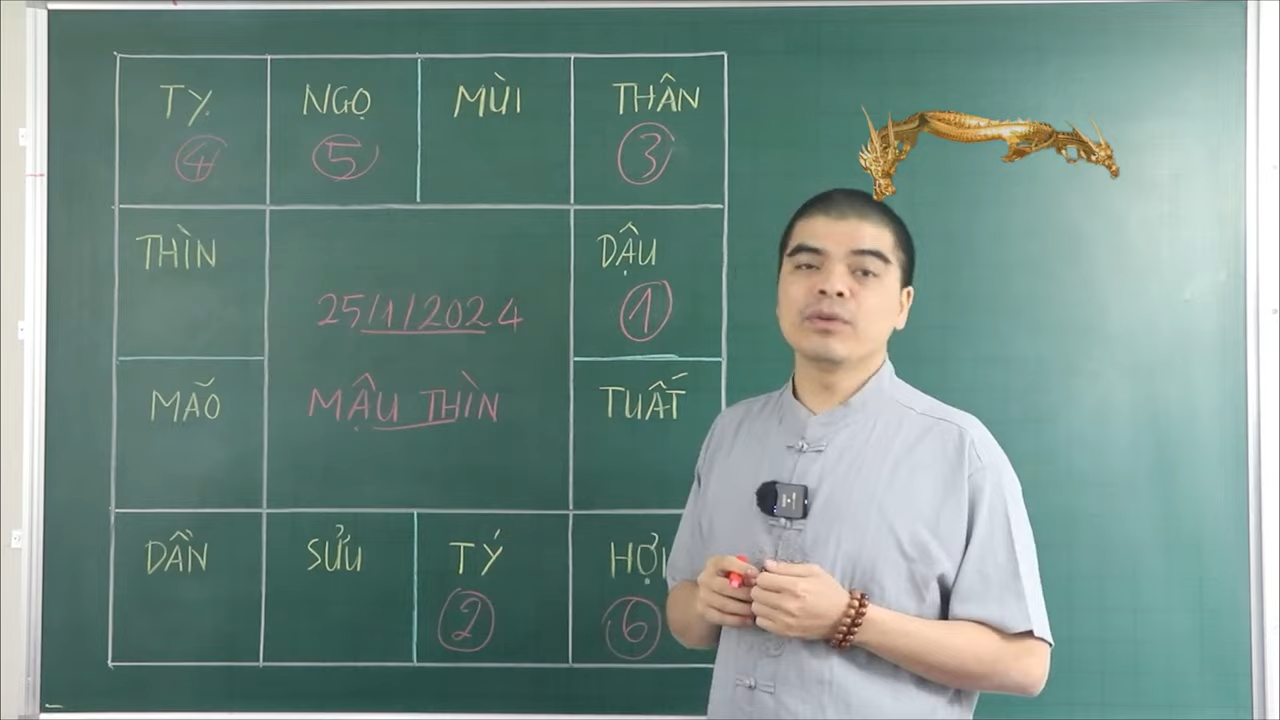 TỴ NGỌ MÙI THÂN
④ ⑤ ③
THÌN DẬU
①
25/1/2024
MÃO MẬU THÌN TUẤT
DẦN SỬU TÝ HỢI
② ⑥